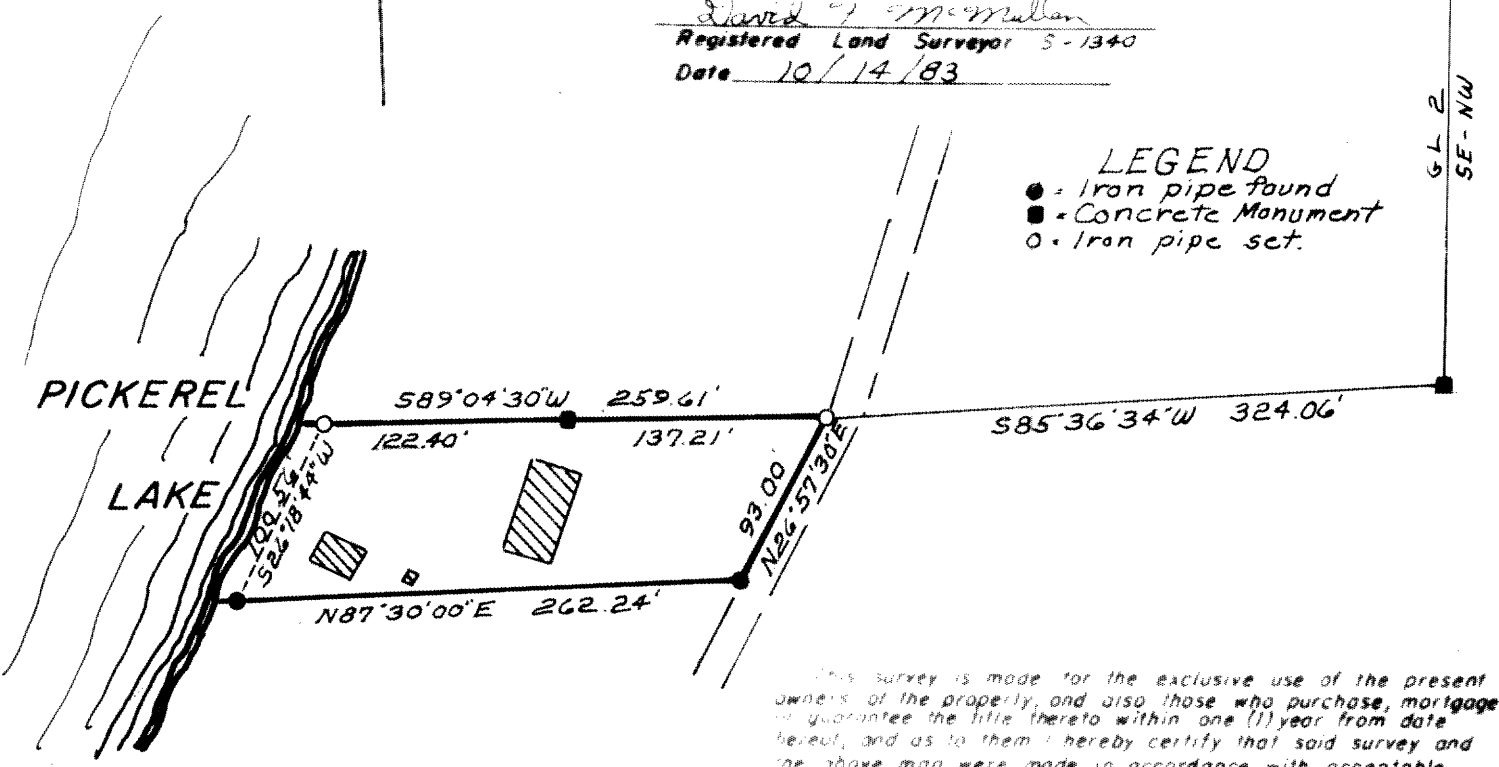 David F McMullen
Registered Land Surveyor S-1340
Date 10/14/83
GL 2
SE-NW
LEGEND
● = Iron pipe found
■ = Concrete Monument
○ = Iron pipe set.
PICKEREL
LAKE
S89°04'30"W 259.61'
122.40' 137.21'
S85°36'34"W 324.06'
100.56'
S26°18'44"W
93.00'
N26°57'30"E
N87°30'00"E 262.24'
This survey is made for the exclusive use of the present
owners of the property, and also those who purchase, mortgage
or guarantee the title thereto within one (1) year from date
hereof, and as to them I hereby certify that said survey and
the above map were made in accordance with acceptable